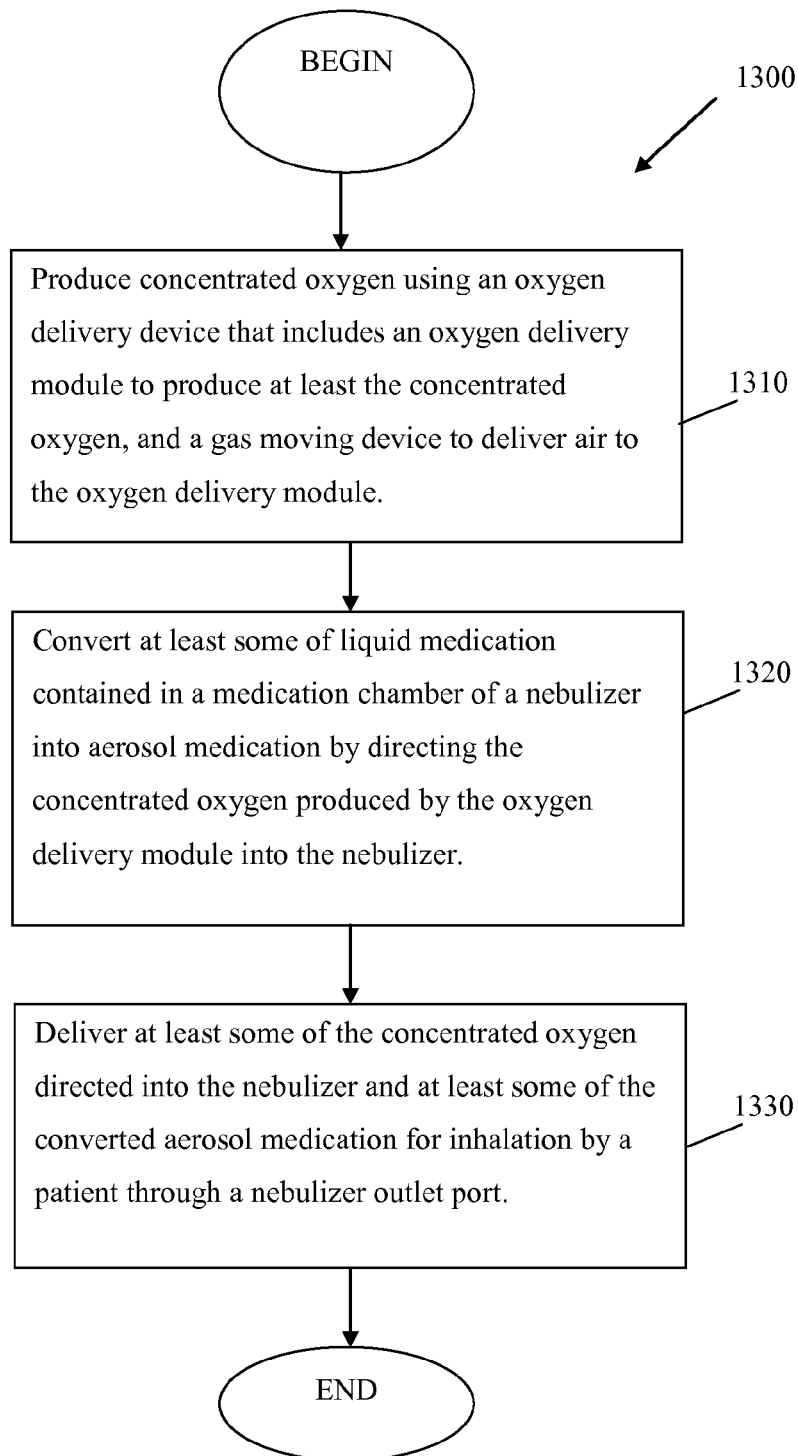 BEGIN
1300
Produce concentrated oxygen using an oxygen
delivery device that includes an oxygen delivery
module to produce at least the concentrated
oxygen, and a gas moving device to deliver air to
the oxygen delivery module.
1310
Convert at least some of liquid medication
contained in a medication chamber of a nebulizer
into aerosol medication by directing the
concentrated oxygen produced by the oxygen
delivery module into the nebulizer.
1320
Deliver at least some of the concentrated oxygen
directed into the nebulizer and at least some of the
converted aerosol medication for inhalation by a
patient through a nebulizer outlet port.
1330
END